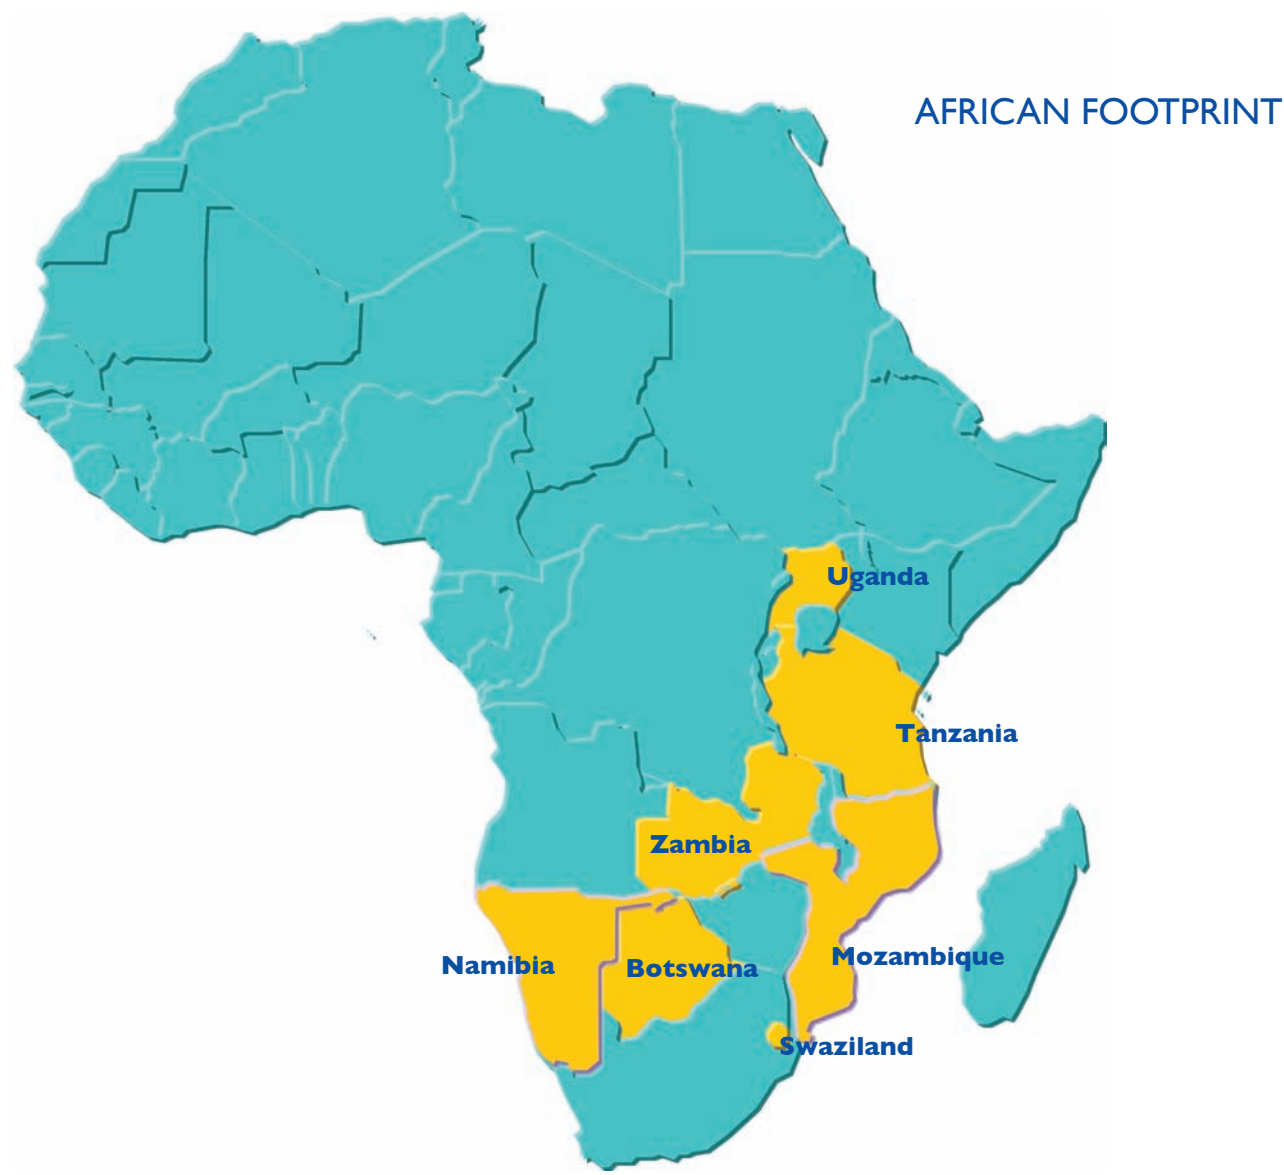 AFRICAN FOOTPRINT
Uganda
Tanzania
Zambia
Mozambique
Namibia
Botswana
Swaziland